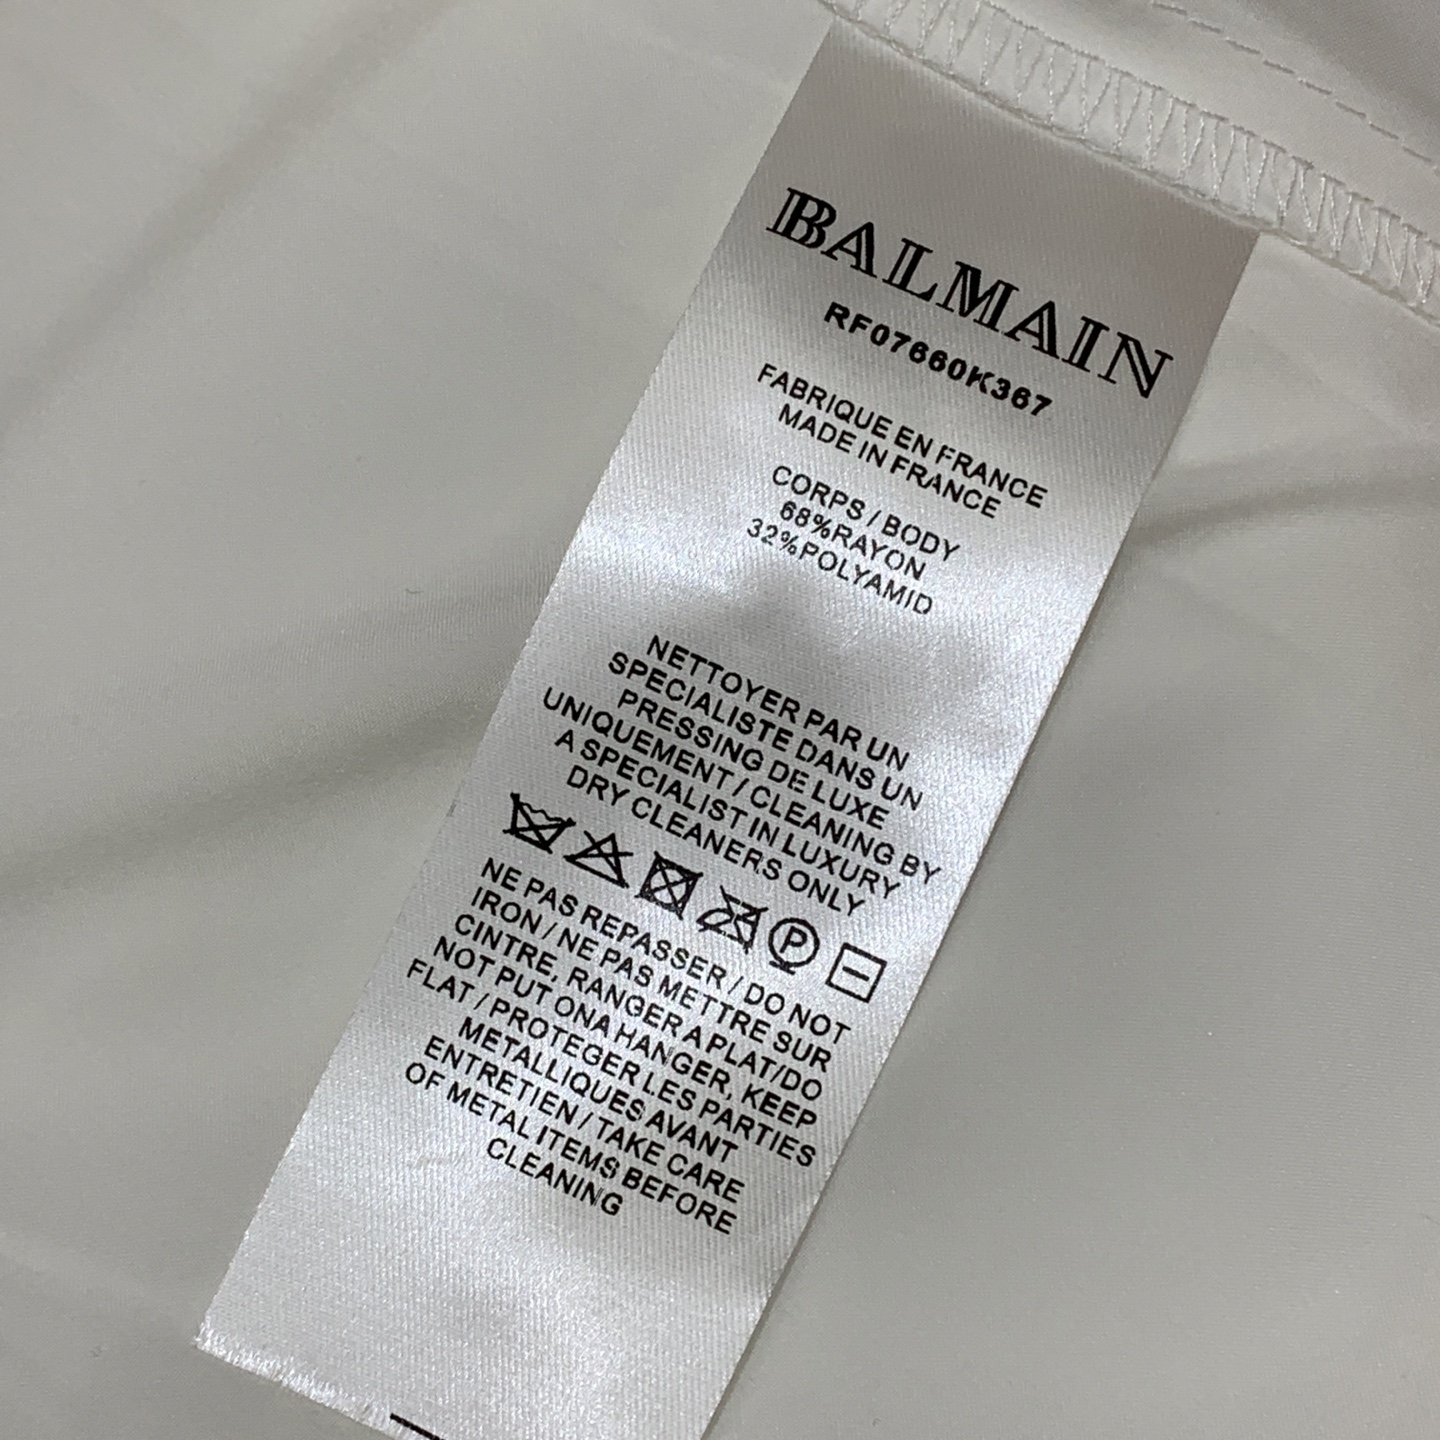 BALMAIN
RF07660K367
FABRIQUE EN FRANCE
MADE IN FRANCE
CORPS / BODY
68%RAYON
32%POLYAMID
NETTOYER PAR UN
SPECIALISTE DANS UN
PRESSING DE LUXE
UNIQUEMENT / CLEANING BY
A SPECIALIST IN LUXURY
DRY CLEANERS ONLY
P
NE PAS REPASSER / DO NOT
IRON / NE PAS METTRE SUR
CINTRE, RANGER A PLAT/DO
NOT PUT ONA HANGER, KEEP
FLAT / PROTEGER LES PARTIES
METALLIQUES AVANT
ENTRETIEN / TAKE CARE
OF METAL ITEMS BEFORE
CLEANING